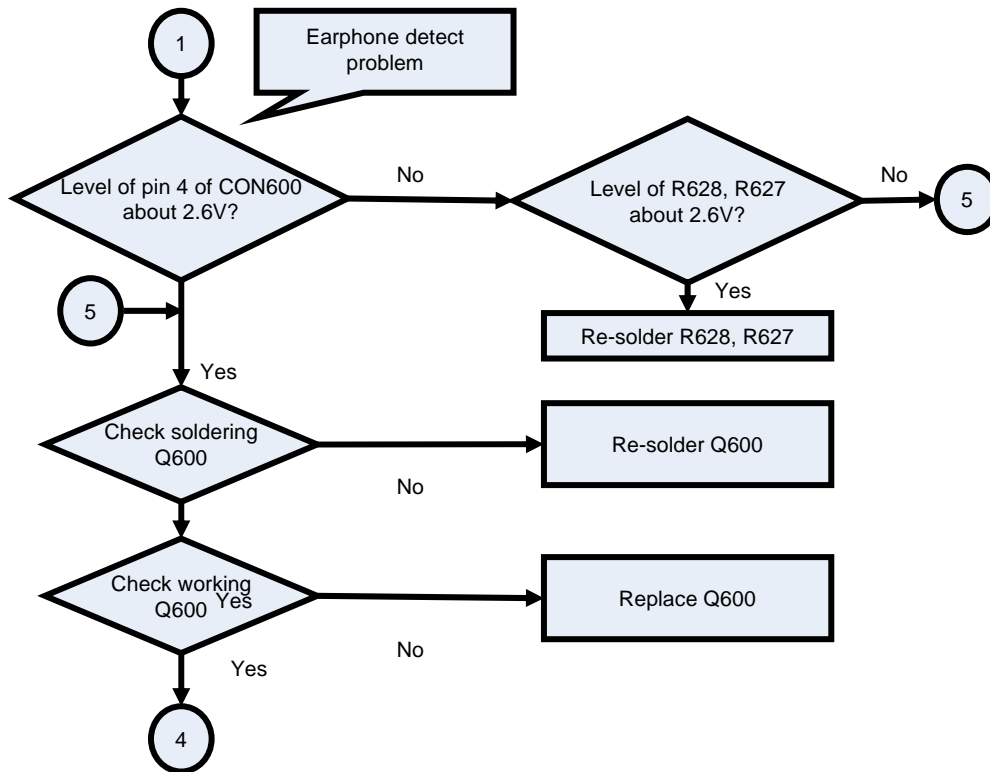 1
Earphone detect
problem
Level of pin 4 of CON600
about 2.6V?
No
Level of R628, R627
about 2.6V?
No
5
Yes
5
Re-solder R628, R627
Yes
Check soldering
Q600
No
Re-solder Q600
Check working
Q600
Yes
Replace Q600
No
Yes
4